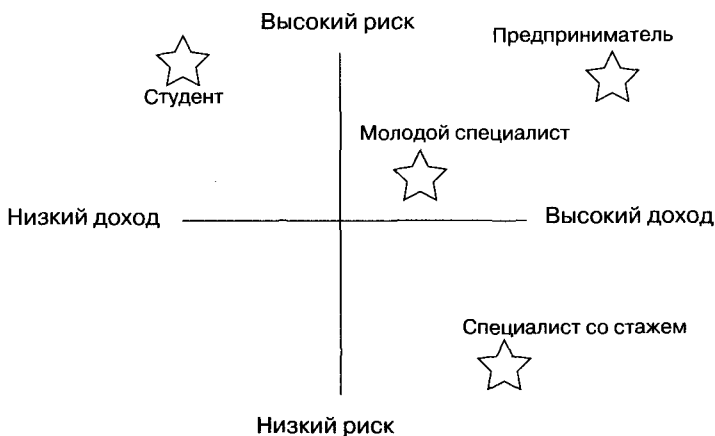 Высокий риск
Предприниматель
Студент
Молодой специалист
Низкий доход
Высокий доход
Специалист со стажем
Низкий риск